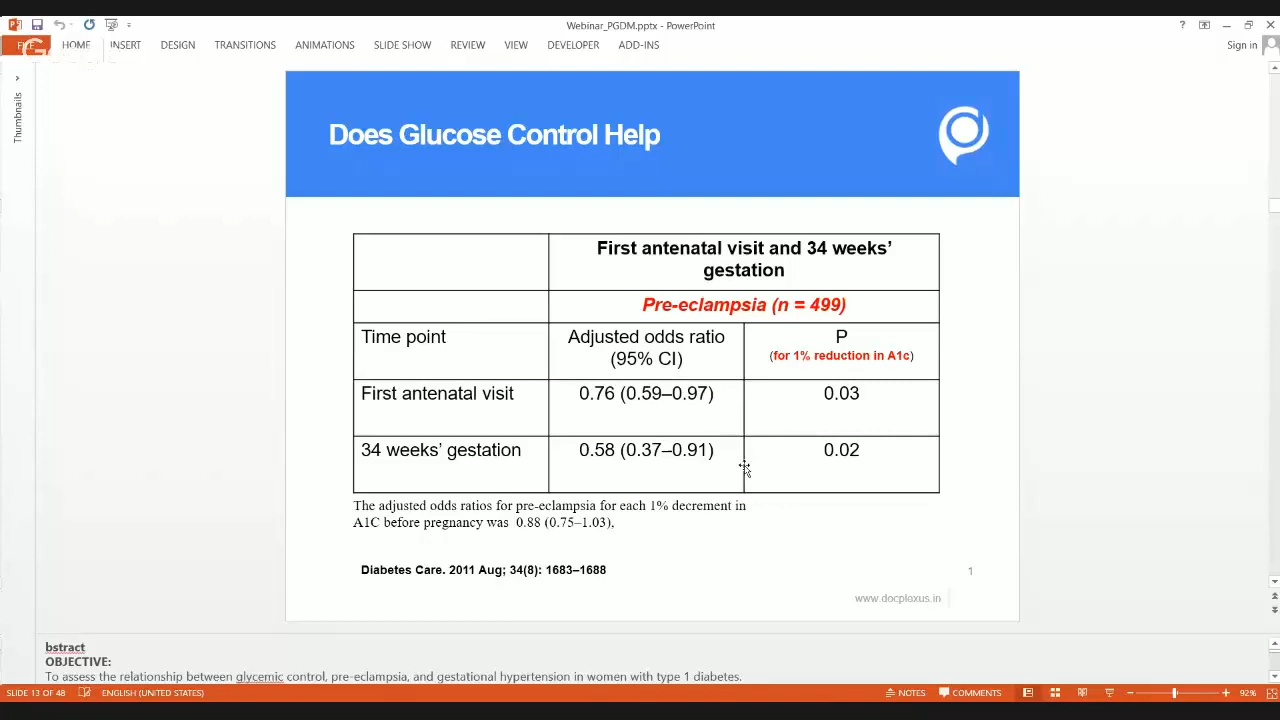 Webinar_PGDM.pptx - PowerPoint
?
FILE HOME INSERT DESIGN TRANSITIONS ANIMATIONS SLIDE SHOW REVIEW VIEW DEVELOPER ADD-INS Sign in
Thumbnails
Does Glucose Control Help
First antenatal visit and 34 weeks’
gestation
Pre-eclampsia (n = 499)
Time point
Adjusted odds ratio
(95% CI)
P
(for 1% reduction in A1c)
First antenatal visit 0.76 (0.59–0.97) 0.03
34 weeks’ gestation 0.58 (0.37–0.91) 0.02
The adjusted odds ratios for pre-eclampsia for each 1% decrement in
A1C before pregnancy was 0.88 (0.75–1.03),
Diabetes Care. 2011 Aug; 34(8): 1683–1688
1
www.docplexus.in
bstract
OBJECTIVE:
To assess the relationship between glycemic control, pre-eclampsia, and gestational hypertension in women with type 1 diabetes.
SLIDE 13 OF 48 ENGLISH (UNITED STATES) NOTES COMMENTS 92%